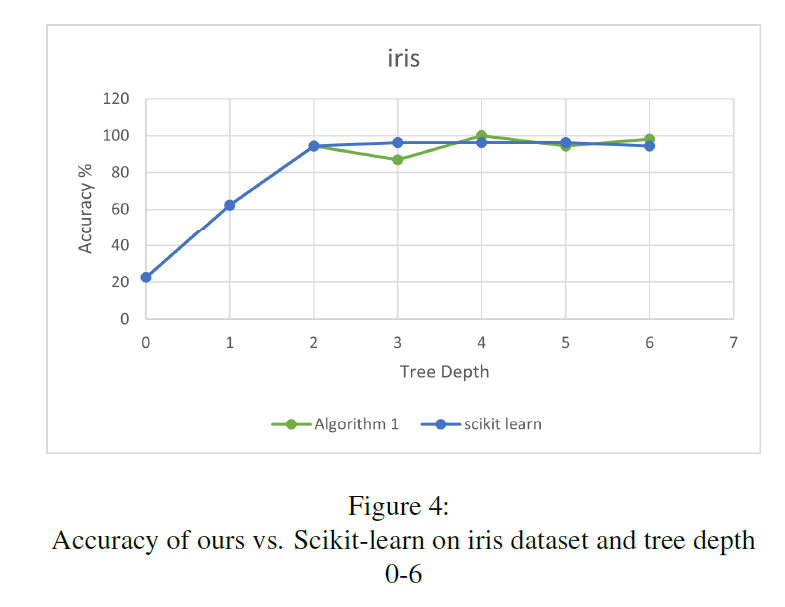 iris
120
100
80
60
40
20
0
Accuracy %
0 1 2 3 4 5 6 7
Tree Depth
Algorithm 1 scikit learn
Figure 4:
Accuracy of ours vs. Scikit-learn on iris dataset and tree depth
0-6